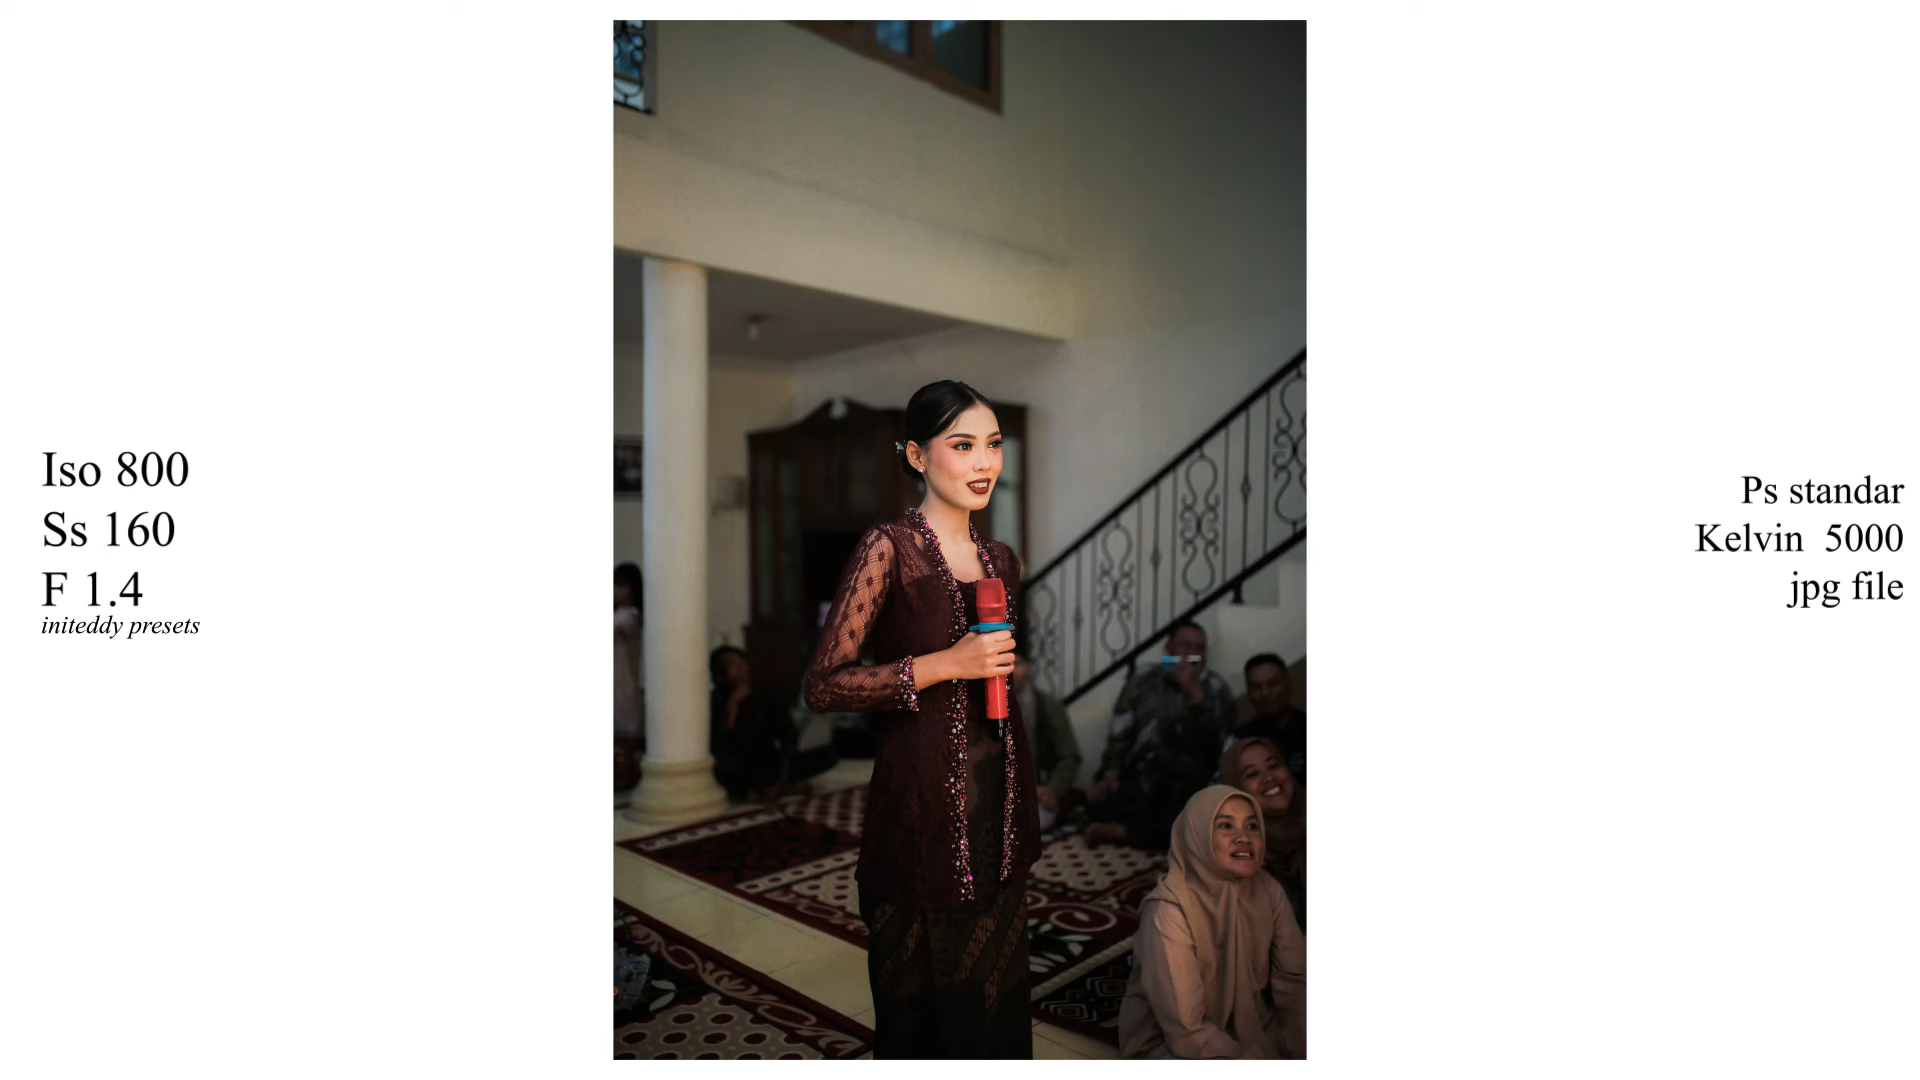 Iso 800
Ss 160
F 1.4
initeddy presets
Ps standar
Kelvin  5000
jpg file